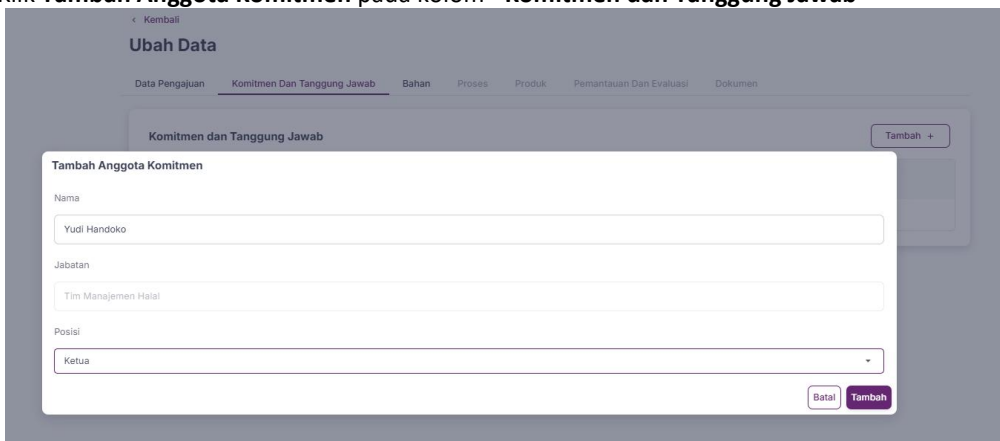 Klik Tambah Anggota Komitmen pada kolom "Komitmen dan Tanggung Jawab"
< Kembali
Ubah Data
Data Pengajuan Komitmen Dan Tanggung Jawab Bahan Proses Produk Pemantauan Dan Evaluasi Dokumen
Komitmen dan Tanggung Jawab
Tambah +
Tambah Anggota Komitmen
Nama
Yudi Handoko
Jabatan
Tim Manajemen Halal
Posisi
Ketua
Batal Tambah